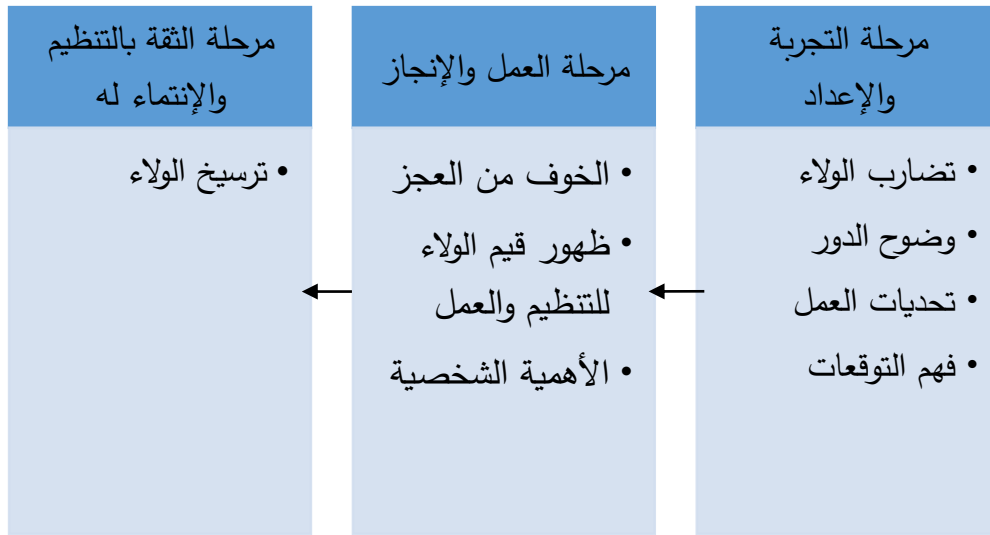 مرحلة التجربة
والإعداد
• تضارب الولاء
• وضوح الدور
• تحديات العمل
• فهم التوقعات
مرحلة العمل والإنجاز
• الخوف من العجز
• ظهور قيم الولاء
للتنظيم والعمل
• الأهمية الشخصية
مرحلة الثقة بالتنظيم
والإنتماء له
• ترسيخ الولاء